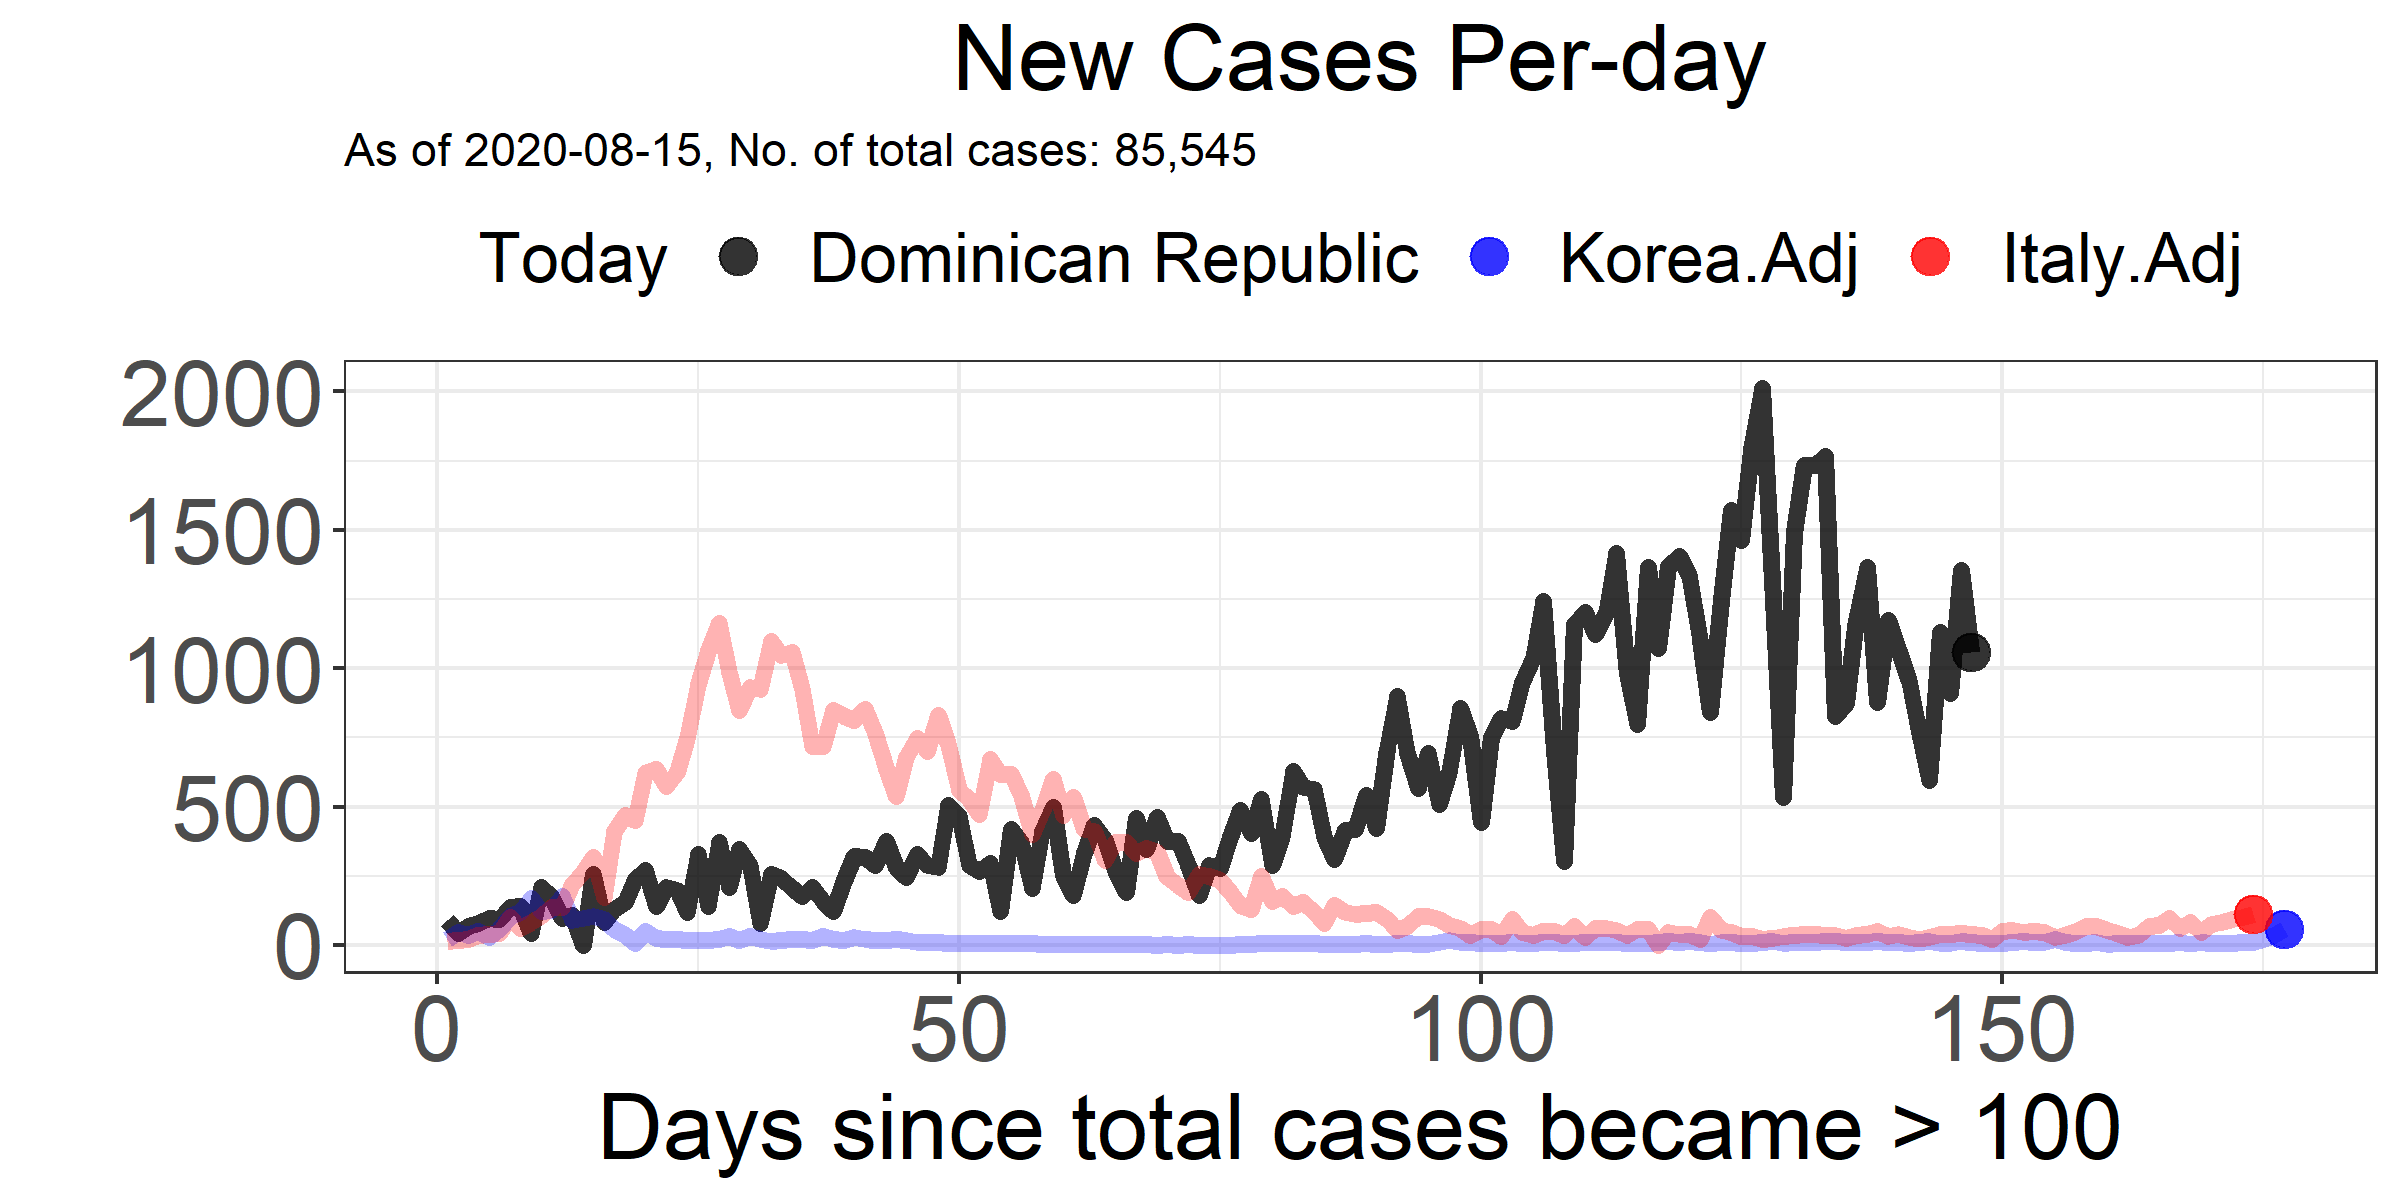 New Cases Per-day
As of 2020-08-15, No. of total cases: 85,545
Today Dominican Republic Korea.Adj Italy.Adj
2000
1500
1000
500
0
0 50 100 150
Days since total cases became > 100